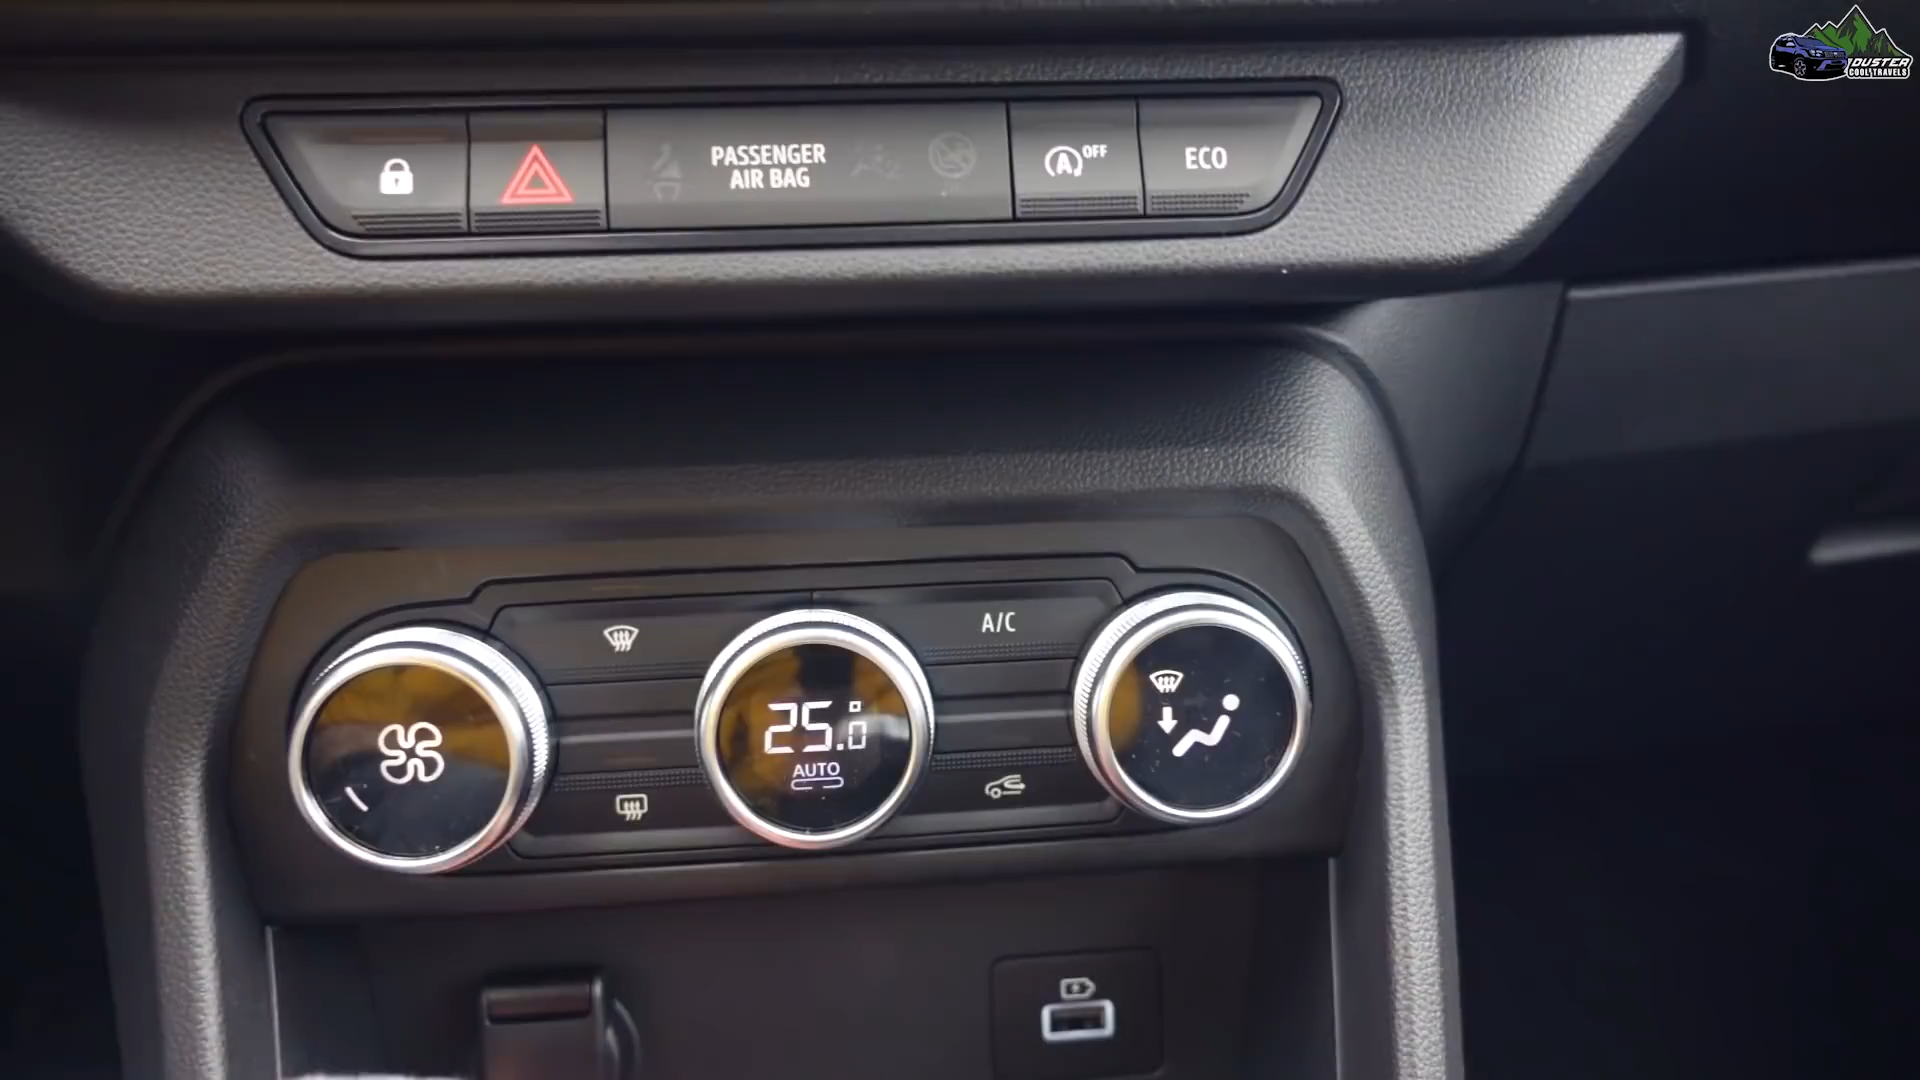 DUSTER
COOL TRAVELS
PASSENGER
AIR BAG
A OFF
ECO
A/C
25.0°
AUTO